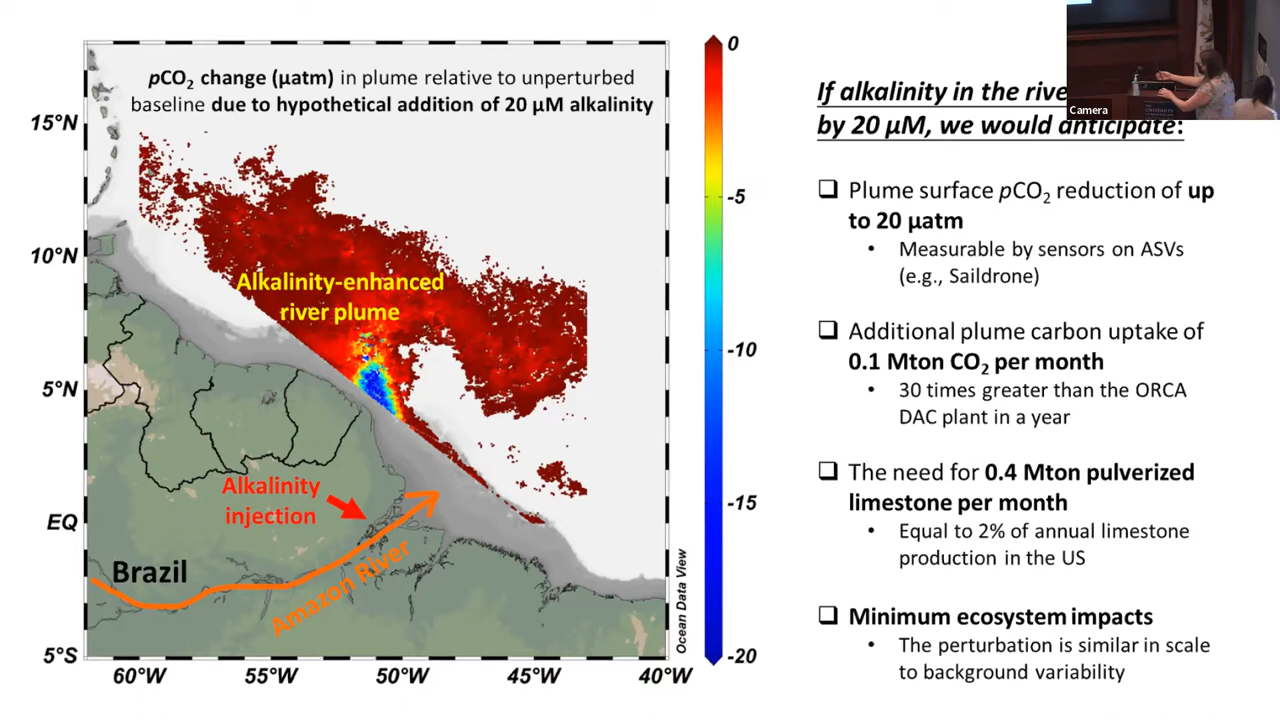 pCO₂ change (µatm) in plume relative to unperturbed
baseline due to hypothetical addition of 20 µM alkalinity
15°N
10°N
5°N
EQ
5°S
60°W
55°W
50°W
45°W
40°W
Alkalinity-enhanced
river plume
Alkalinity
injection
Brazil
Amazon River
Ocean Data View
0
-5
-10
-15
-20
Camera
If alkalinity in the
by 20 µM, we would anticipate:
❑ Plume surface pCO₂ reduction of up
to 20 µatm
• Measurable by sensors on ASVs
(e.g., Saildrone)
❑ Additional plume carbon uptake of
0.1 Mton CO₂ per month
• 30 times greater than the ORCA
DAC plant in a year
❑ The need for 0.4 Mton pulverized
limestone per month
• Equal to 2% of annual limestone
production in the US
❑ Minimum ecosystem impacts
• The perturbation is similar in scale
to background variability